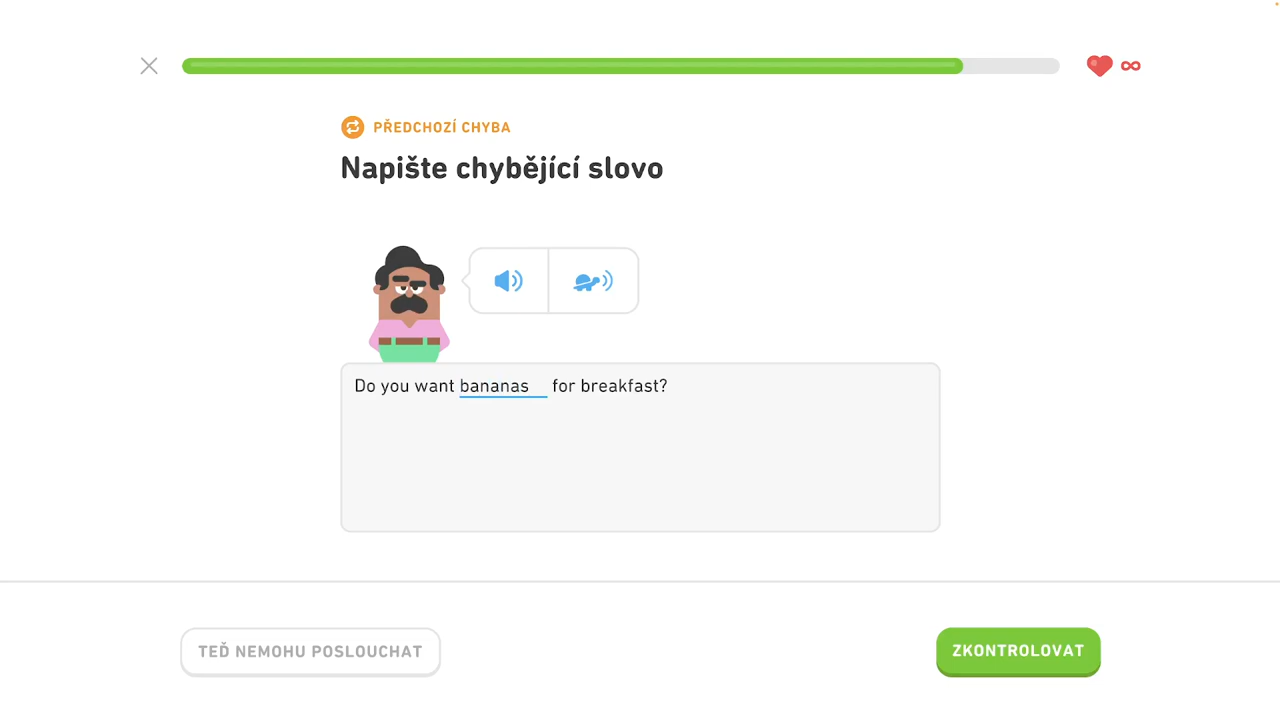 PŘEDCHOZÍ CHYBA
Napište chybějící slovo
Do you want bananas for breakfast?
TEĎ NEMOHU POSLOUCHAT
ZKONTROLOVAT